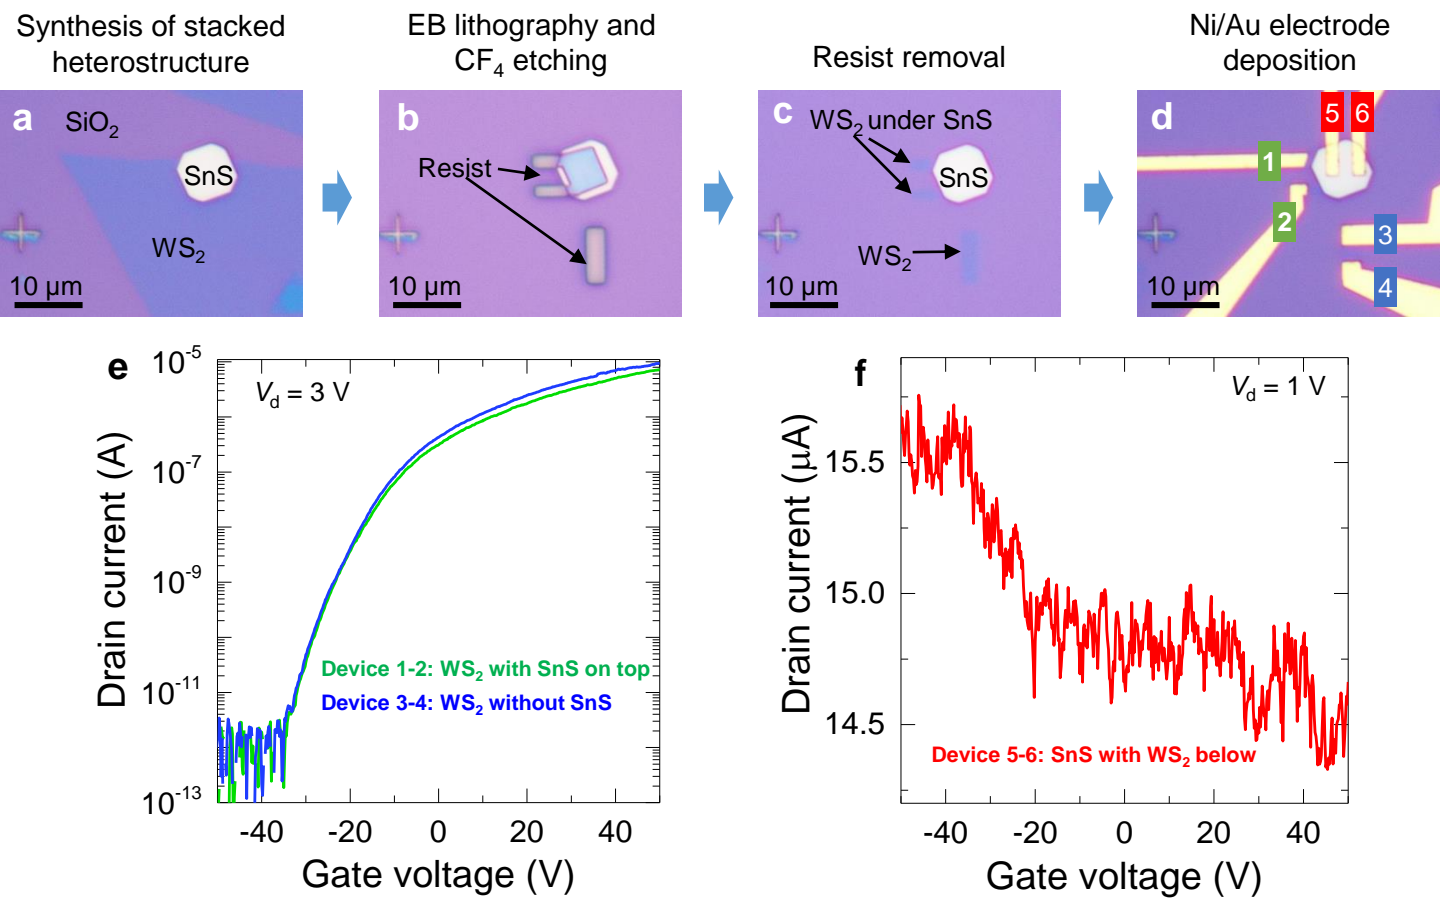 Synthesis of stacked
heterostructure
EB lithography and
CF₄ etching
Resist removal
Ni/Au electrode
deposition
a
SiO₂
SnS
WS₂
10 μm
b
Resist
10 μm
c
WS₂ under SnS
SnS
WS₂
10 μm
d
5 6
1
2
3
4
10 μm
e
V_d = 3 V
Drain current (A)
10⁻⁵
10⁻⁷
10⁻⁹
10⁻¹¹
10⁻¹³
Device 1-2: WS₂ with SnS on top
Device 3-4: WS₂ without SnS
-40 -20 0 20 40
Gate voltage (V)
f
V_d = 1 V
Drain current (μA)
15.5
15.0
14.5
Device 5-6: SnS with WS₂ below
-40 -20 0 20 40
Gate voltage (V)